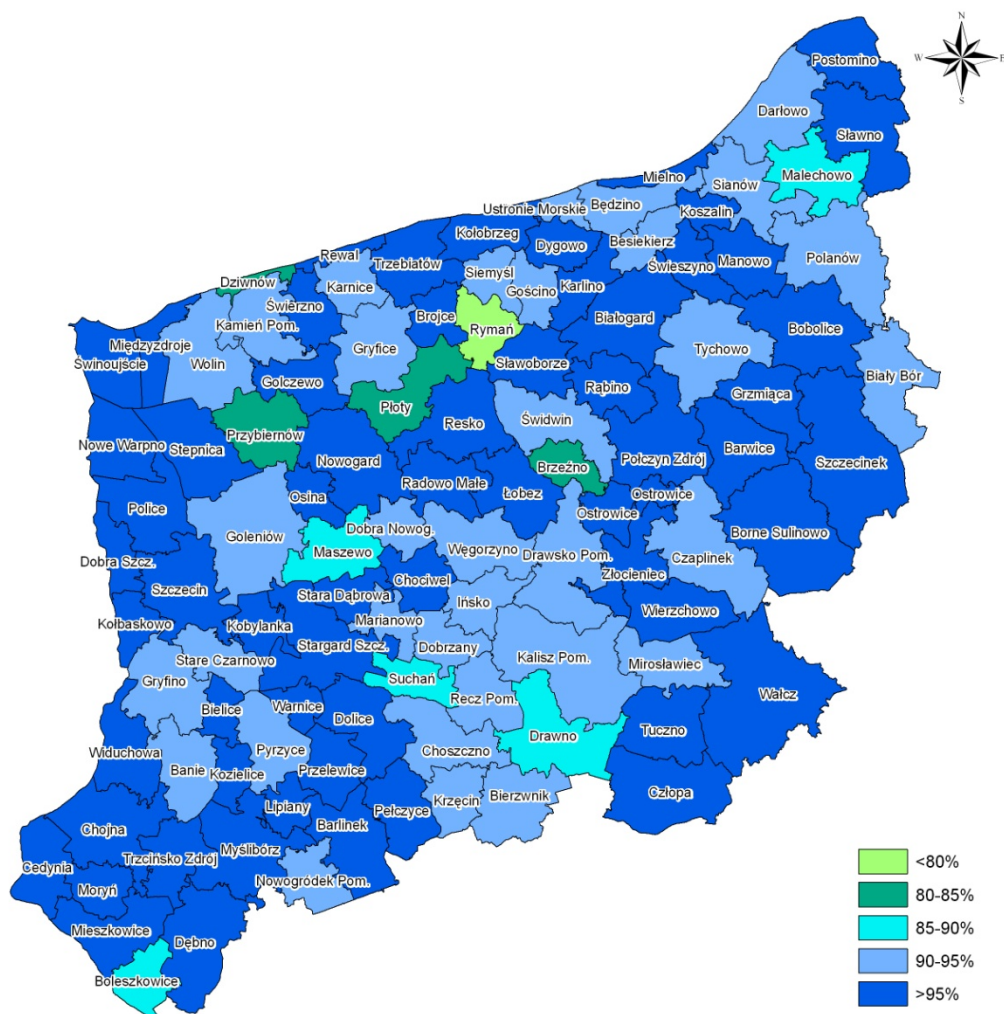 N
W
E
S
Postomino
Darłowo
Sławno
Malechowo
Mielno
Sianów
Ustronie Morskie
Będzino
Koszalin
Kołobrzeg
Dygowo
Besiekierz
Rewal
Trzebiatów
Siemyśl
Świeszyno
Manowo
Polanów
Dziwnów
Karnice
Gościno
Karlino
Świerzno
Kamień Pom.
Brojce
Rymań
Białogard
Bobolice
Międzyzdroje
Wolin
Gryfice
Tychowo
Świnoujście
Golczewo
Sławoborze
Biały Bór
Rąbino
Grzmiąca
Płoty
Przybiernów
Resko
Świdwin
Nowe Warpno
Stepnica
Nowogard
Barwice
Połczyn Zdrój
Szczecinek
Brzeźno
Radowo Małe
Osina
Łobez
Ostrowice
Police
Ostrowice
Goleniów
Dobra Nowog.
Borne Sulinowo
Maszewo
Węgorzyno
Drawsko Pom.
Czaplinek
Dobra Szcz.
Chociwel
Złocieniec
Szczecin
Stara Dąbrowa
Ińsko
Wierzchowo
Kołbaskowo
Kobylanka
Marianowo
Stargard Szcz.
Dobrzany
Kalisz Pom.
Stare Czarnowo
Mirosławiec
Gryfino
Suchań
Recz Pom.
Wałcz
Bielice
Warnice
Dolice
Tuczno
Drawno
Widuchowa
Pyrzyce
Choszczno
Banie
Kozielice
Przelewice
Człopa
Krzęcin
Bierzwnik
Lipiany
Pełczyce
Chojna
Barlinek
Myślibórz
Cedynia
Trzcińsko Zdrój
<80%
Moryń
Nowogródek Pom.
80-85%
Mieszkowice
85-90%
Dębno
90-95%
Boleszkowice
>95%